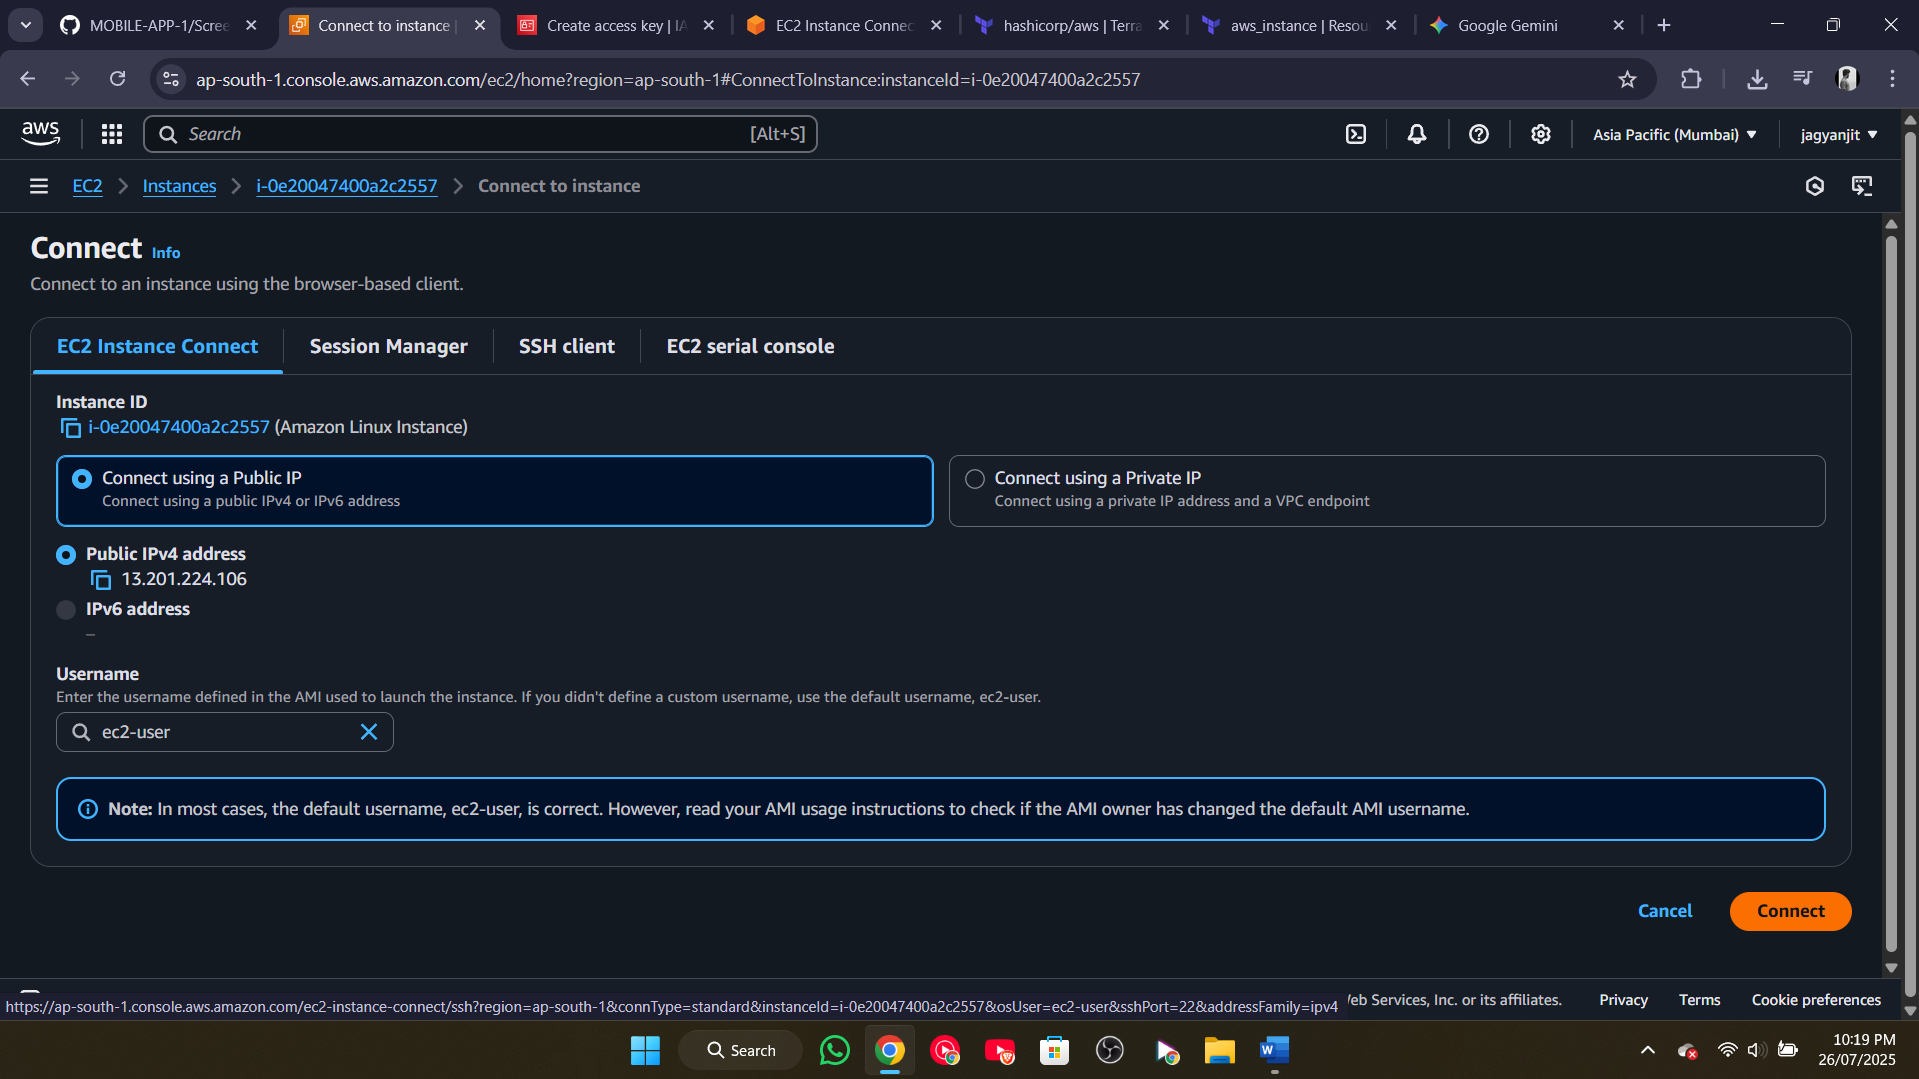 MOBILE-APP-1/Scree
Connect to instance |
Create access key | IA
EC2 Instance Connec
hashicorp/aws | Terra
aws_instance | Resou
Google Gemini
ap-south-1.console.aws.amazon.com/ec2/home?region=ap-south-1#ConnectToInstance:instanceId=i-0e20047400a2c2557
aws
Search
[Alt+S]
Asia Pacific (Mumbai)
jagyanjit
EC2 > Instances > i-0e20047400a2c2557 > Connect to instance
Connect Info
Connect to an instance using the browser-based client.
EC2 Instance Connect
Session Manager
SSH client
EC2 serial console
Instance ID
i-0e20047400a2c2557 (Amazon Linux Instance)
Connect using a Public IP
Connect using a public IPv4 or IPv6 address
Connect using a Private IP
Connect using a private IP address and a VPC endpoint
Public IPv4 address
13.201.224.106
IPv6 address
–
Username
Enter the username defined in the AMI used to launch the instance. If you didn't define a custom username, use the default username, ec2-user.
ec2-user
Note: In most cases, the default username, ec2-user, is correct. However, read your AMI usage instructions to check if the AMI owner has changed the default AMI username.
Cancel
Connect
https://ap-south-1.console.aws.amazon.com/ec2-instance-connect/ssh?region=ap-south-1&connType=standard&instanceId=i-0e20047400a2c2557&osUser=ec2-user&sshPort=22&addressFamily=ipv4
eb Services, Inc. or its affiliates.
Privacy
Terms
Cookie preferences
Search
W
10:19 PM
26/07/2025